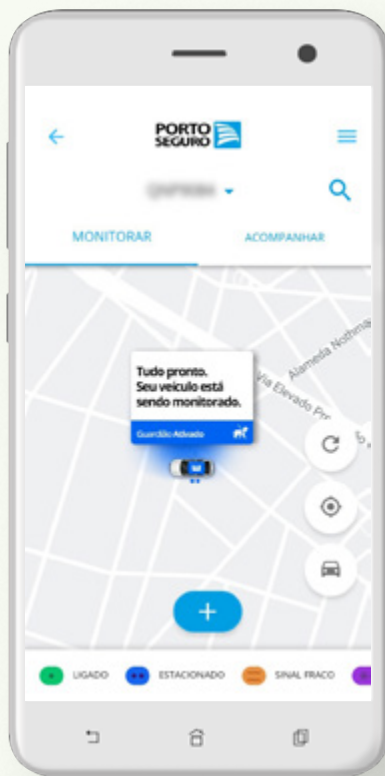 PORTO
SEGURO
MONITORAR
ACOMPANHAR
Alameda Nothma
Via Elevado Pre
Tudo pronto.
Seu veículo está
sendo monitorado.
Guardião Ativado
LIGADO
ESTACIONADO
SINAL FRACO